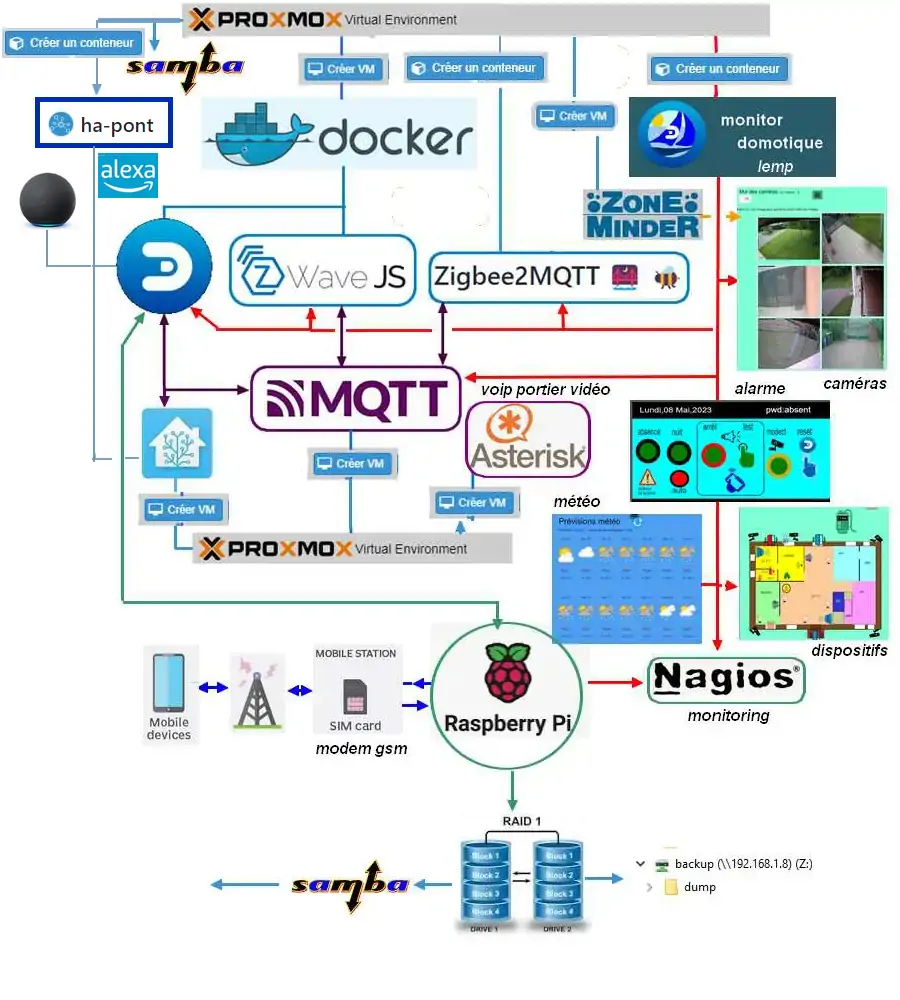 PROXMOX Virtual Environment
Créer un conteneur
samba
Créer VM
Créer un conteneur
Créer un conteneur
ha-pont
Créer VM
docker
monitor
domotique
lemp
alexa
ZONE
MINDER
Z Wave JS
Zigbee2MQTT
MQTT
voip portier vidéo
alarme
caméras
Asterisk
Lundi,08 Mai,2023
pwd:absent
absence
nuit
arrêt
test
modect
reset
auto
Créer VM
Créer VM
Créer VM
météo
Prévisions météo
PROXMOX Virtual Environment
dispositifs
MOBILE STATION
SIM card
Mobile
devices
modem gsm
Raspberry Pi
Nagios®
monitoring
RAID 1
Block 1
Block 2
Block 3
Block 4
DRIVE 1
Block 1
Block 2
Block 3
Block 4
DRIVE 2
samba
backup (\\192.168.1.8) (Z:)
dump